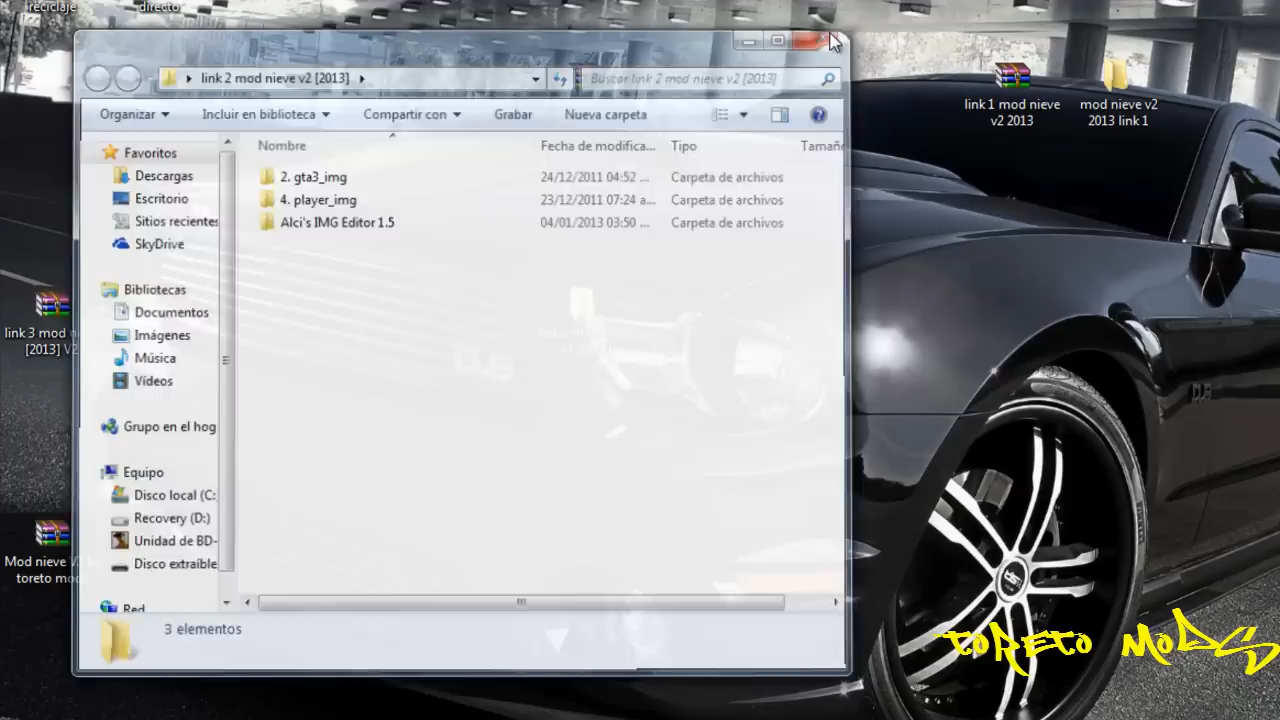 reciclaje
directo
link 2 mod nieve v2 [2013]
Buscar link 2 mod nieve v2 [2013]
Organizar
Incluir en biblioteca
Compartir con
Grabar
Nueva carpeta
Nombre
Fecha de modifica...
Tipo
Tamañ
2. gta3_img
24/12/2011 04:52 ...
Carpeta de archivos
4. player_img
23/12/2011 07:24 a...
Carpeta de archivos
Alci's IMG Editor 1.5
04/01/2013 03:50 ...
Carpeta de archivos
Favoritos
Descargas
Escritorio
Sitios recientes
SkyDrive
Bibliotecas
Documentos
Imágenes
Música
Vídeos
Grupo en el hog
Equipo
Disco local (C:
Recovery (D:)
Unidad de BD-
Disco extraíble
Red
3 elementos
link 1 mod nieve
v2 2013
mod nieve v2
2013 link 1
link 3 mod n
[2013] V2
Mod nieve V
toreto mo
ToReTo MoDS